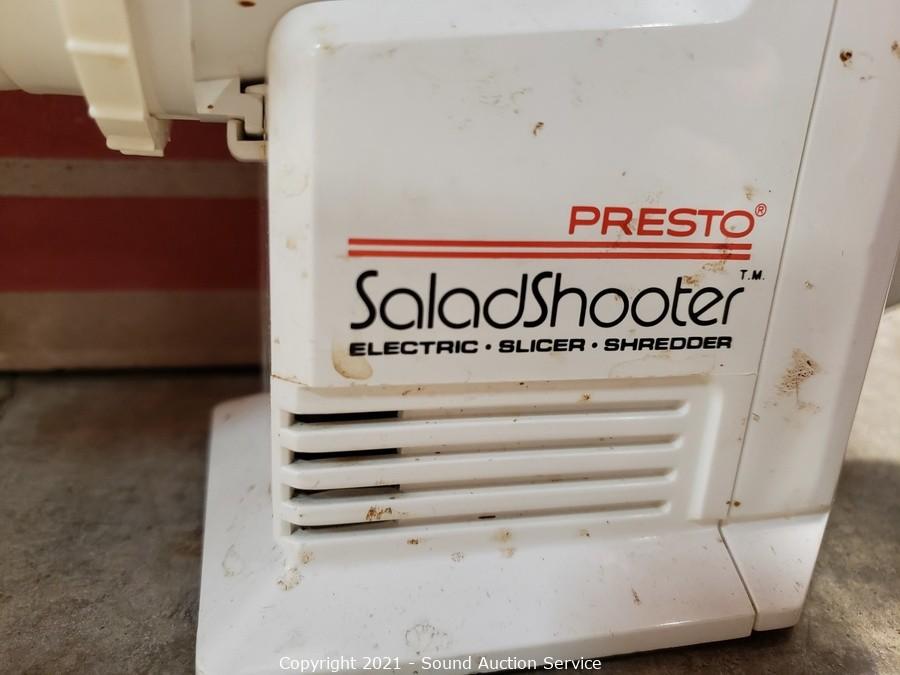 PRESTO®
SaladShooter T.M.
ELECTRIC · SLICER · SHREDDER
Copyright 2021 - Sound Auction Service